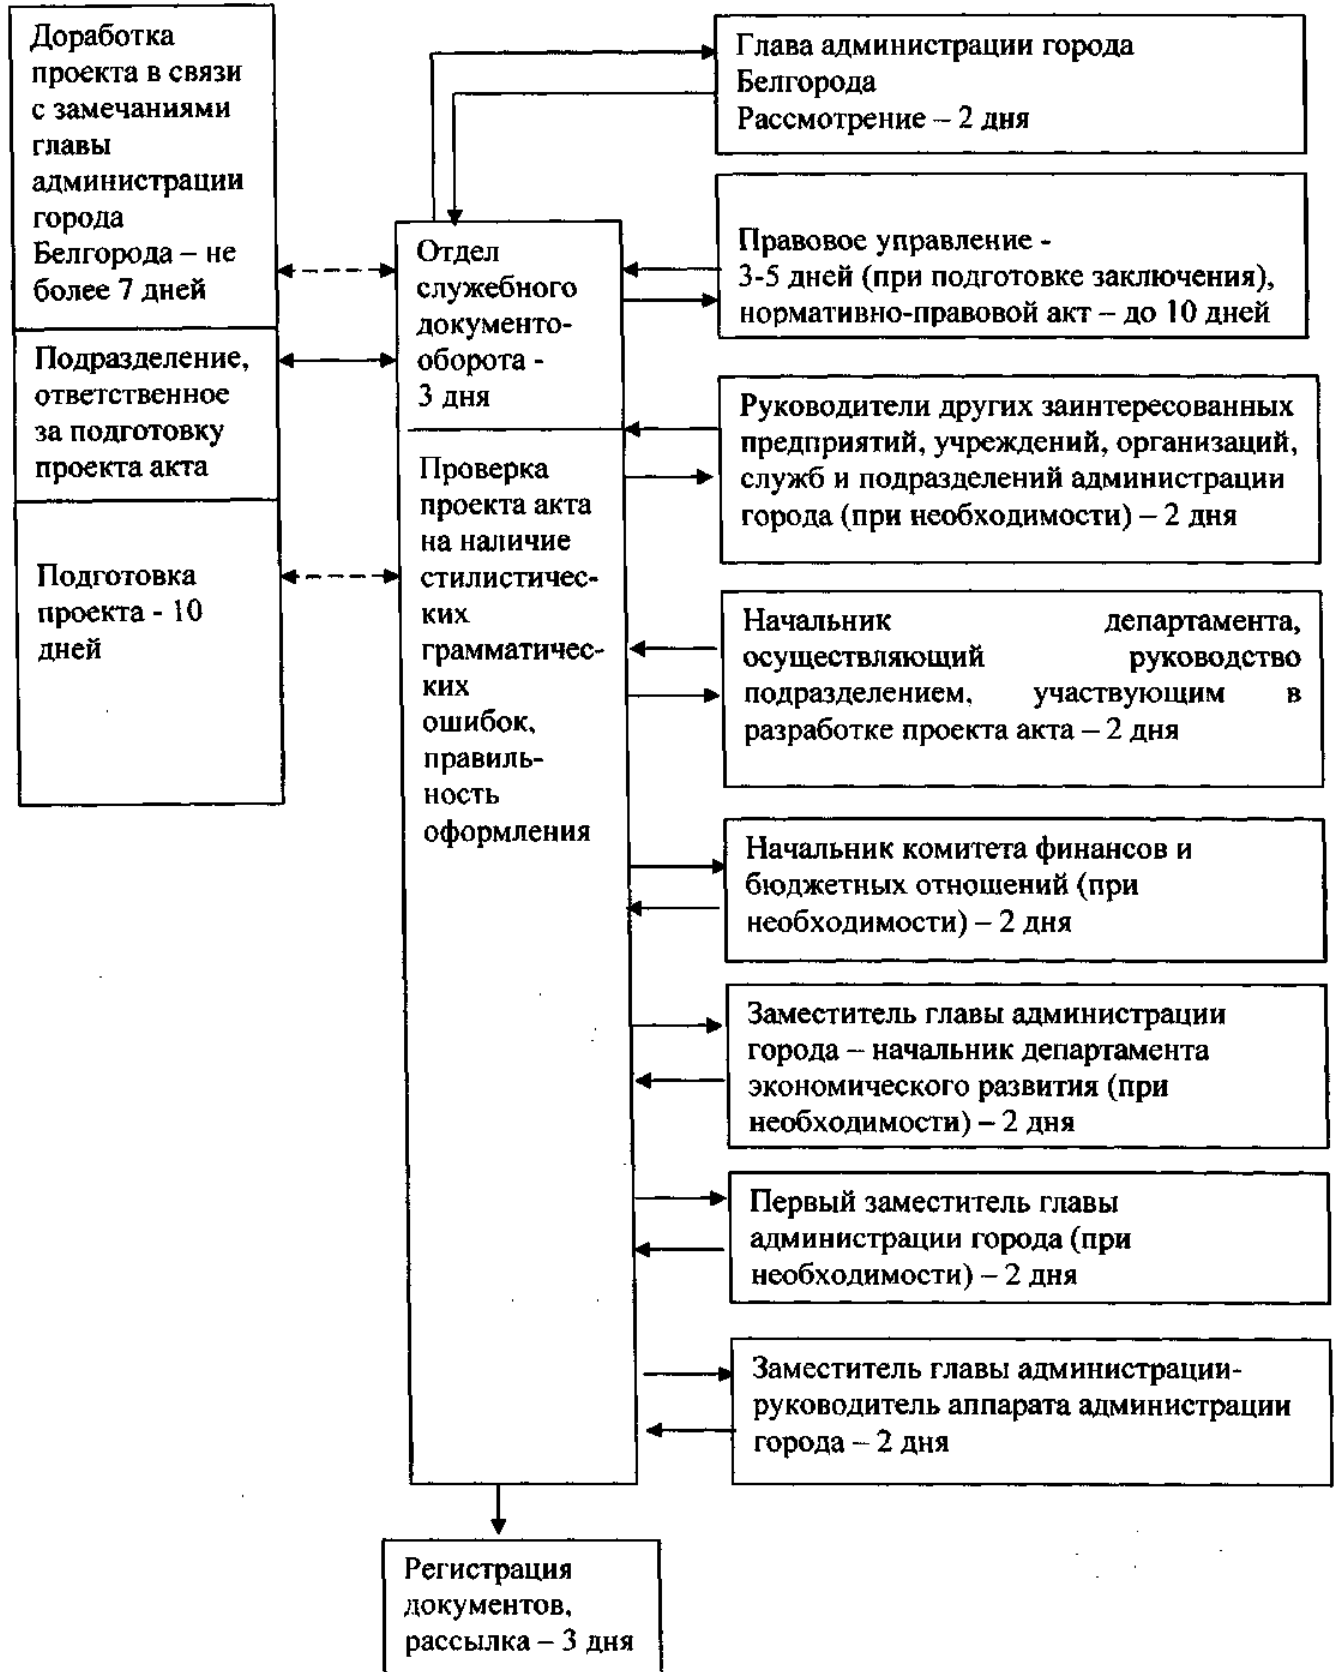 Доработка
проекта в связи
с замечаниями
главы
администрации
города
Белгорода – не
более 7 дней
Подразделение,
ответственное
за подготовку
проекта акта
Подготовка
проекта - 10
дней
Отдел
служебного
документо-
оборота -
3 дня
Проверка
проекта акта
на наличие
стилистичес-
ких
грамматичес-
ких
ошибок,
правиль-
ность
оформления
Глава администрации города
Белгорода
Рассмотрение – 2 дня
Правовое управление -
3-5 дней (при подготовке заключения),
нормативно-правовой акт – до 10 дней
Руководители других заинтересованных
предприятий, учреждений, организаций,
служб и подразделений администрации
города (при необходимости) – 2 дня
Начальник департамента,
осуществляющий руководство
подразделением, участвующим в
разработке проекта акта – 2 дня
Начальник комитета финансов и
бюджетных отношений (при
необходимости) – 2 дня
Заместитель главы администрации
города – начальник департамента
экономического развития (при
необходимости) – 2 дня
Первый заместитель главы
администрации города (при
необходимости) – 2 дня
Заместитель главы администрации-
руководитель аппарата администрации
города – 2 дня
Регистрация
документов,
рассылка – 3 дня